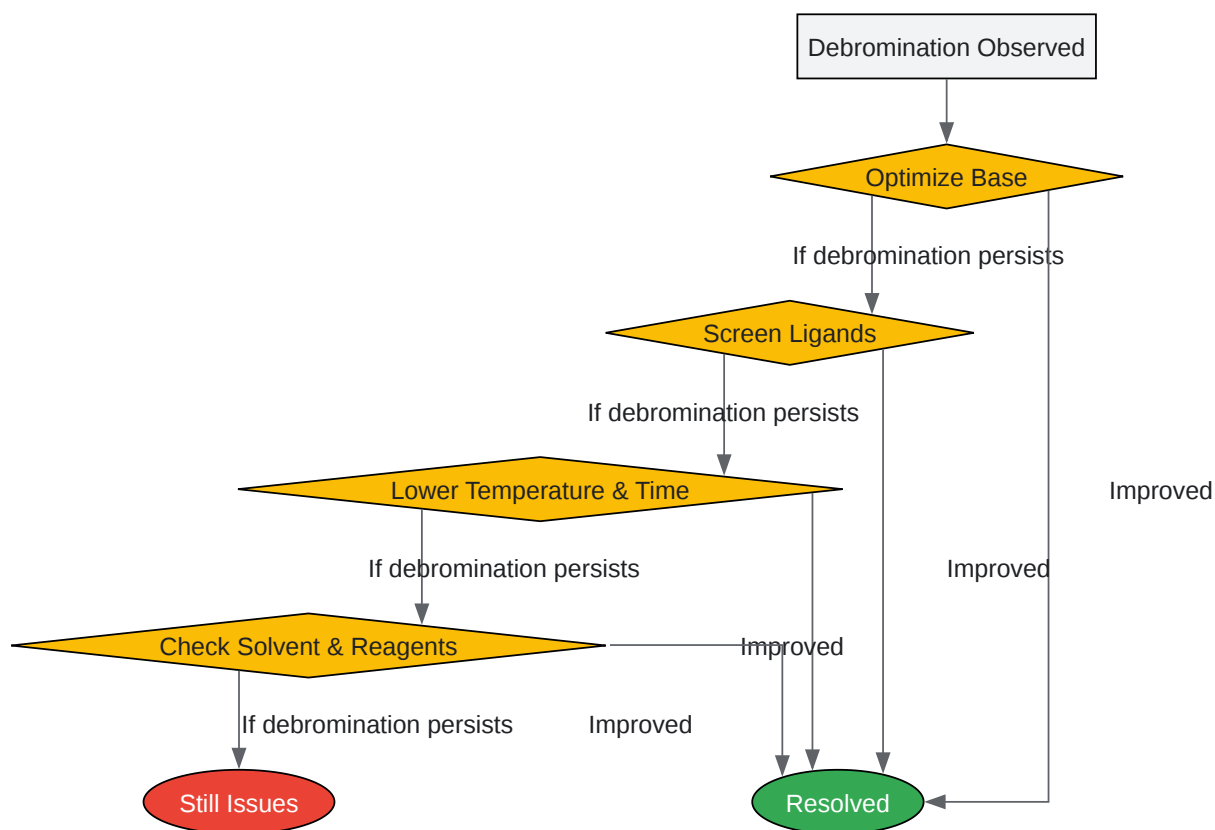 Debromination Observed
Optimize Base
If debromination persists
Screen Ligands
If debromination persists
Lower Temperature & Time
Improved
If debromination persists
Improved
Check Solvent & Reagents
Improved
If debromination persists
Improved
Still Issues
Resolved